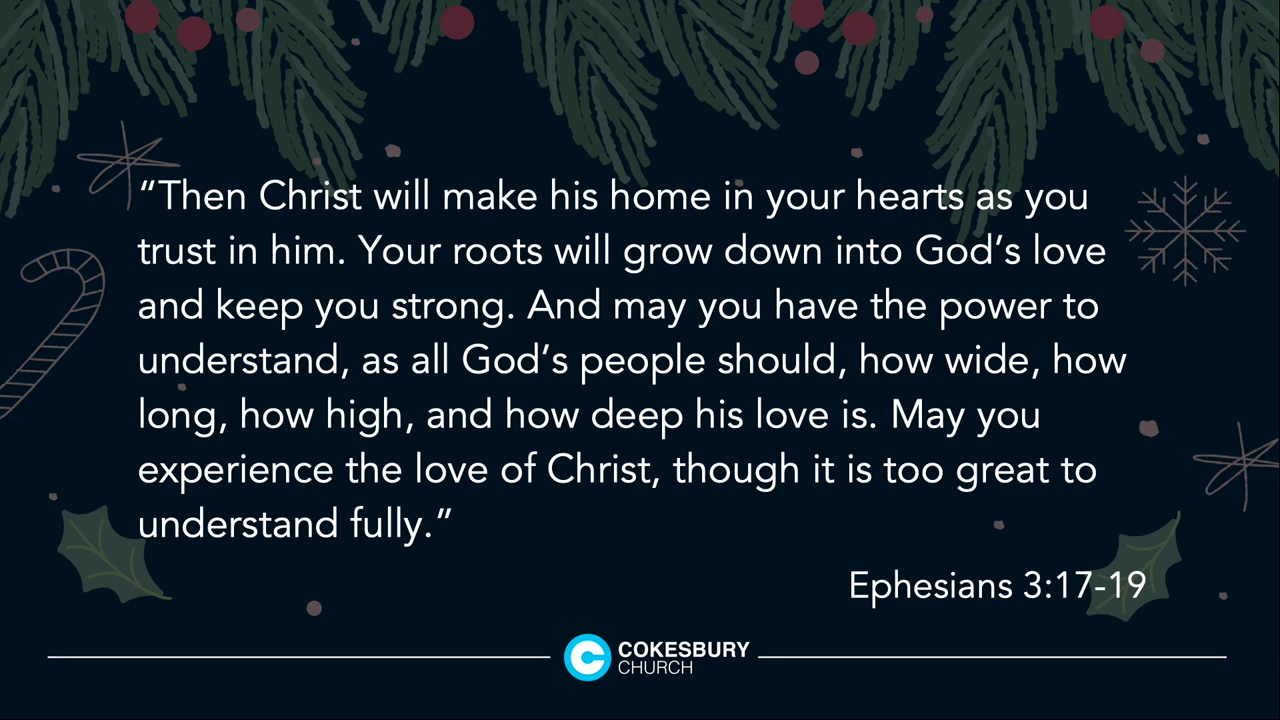 “Then Christ will make his home in your hearts as you
trust in him. Your roots will grow down into God’s love
and keep you strong. And may you have the power to
understand, as all God’s people should, how wide, how
long, how high, and how deep his love is. May you
experience the love of Christ, though it is too great to
understand fully.”
Ephesians 3:17-19
COKESBURY
CHURCH